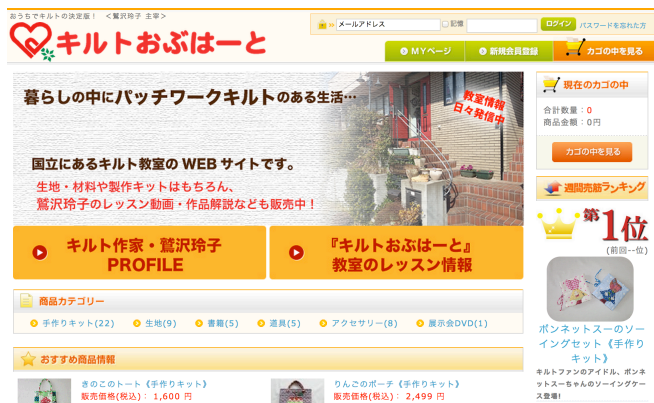 おうちでキルトの決定版！ ＜鷲沢玲子 主宰＞
キルトおぶはーと
メールアドレス 記憶 ログイン パスワードを忘れた方
MYページ 新規会員登録 カゴの中を見る
暮らしの中にパッチワークキルトのある生活…
教室情報
日々発信中
国立にあるキルト教室の WEB サイトです。
生地・材料や製作キットはもちろん、
鷲沢玲子のレッスン動画・作品解説なども販売中！
キルト作家・鷲沢玲子
PROFILE
『キルトおぶはーと』
教室のレッスン情報
商品カテゴリー
手作りキット(22) 生地(9) 書籍(5) 道具(5) アクセサリー(8) 展示会DVD(1)
おすすめ商品情報
きのこのトート《手作りキット》
販売価格(税込)： 1,600 円
りんごのポーチ《手作りキット》
販売価格(税込)： 2,499 円
現在のカゴの中
合計数量：0
商品金額：0円
カゴの中を見る
週間売筋ランキング
第1位
(前回--位)
ボンネットスーのソー
イングセット《手作り
キット》
キルトファンのアイドル、ボンネ
ットスーちゃんのソーイングケー
ス登場!